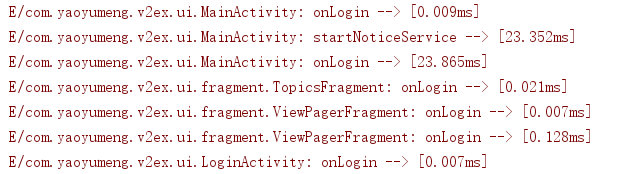 E/com.yaoyumeng.v2ex.ui.MainActivity: onLogin --> [0.009ms]
E/com.yaoyumeng.v2ex.ui.MainActivity: startNoticeService --> [23.352ms]
E/com.yaoyumeng.v2ex.ui.MainActivity: onLogin --> [23.865ms]
E/com.yaoyumeng.v2ex.ui.fragment.TopicsFragment: onLogin --> [0.021ms]
E/com.yaoyumeng.v2ex.ui.fragment.ViewPagerFragment: onLogin --> [0.007ms]
E/com.yaoyumeng.v2ex.ui.fragment.ViewPagerFragment: onLogin --> [0.128ms]
E/com.yaoyumeng.v2ex.ui.LoginActivity: onLogin --> [0.007ms]